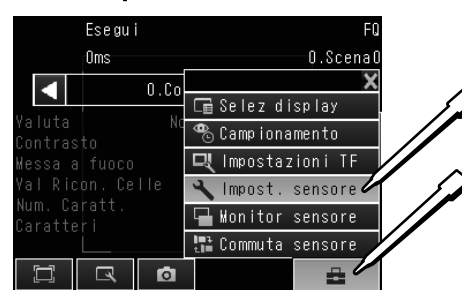 Esegui FQ
0ms 0.Scena0
0.Co
Selez display
Valuta No
Campionamento
Contrasto
Messa a fuoco
Impostazioni TF
Val Ricon. Celle
Impost. sensore
Num. Caratt.
Monitor sensore
Caratteri
Commuta sensore